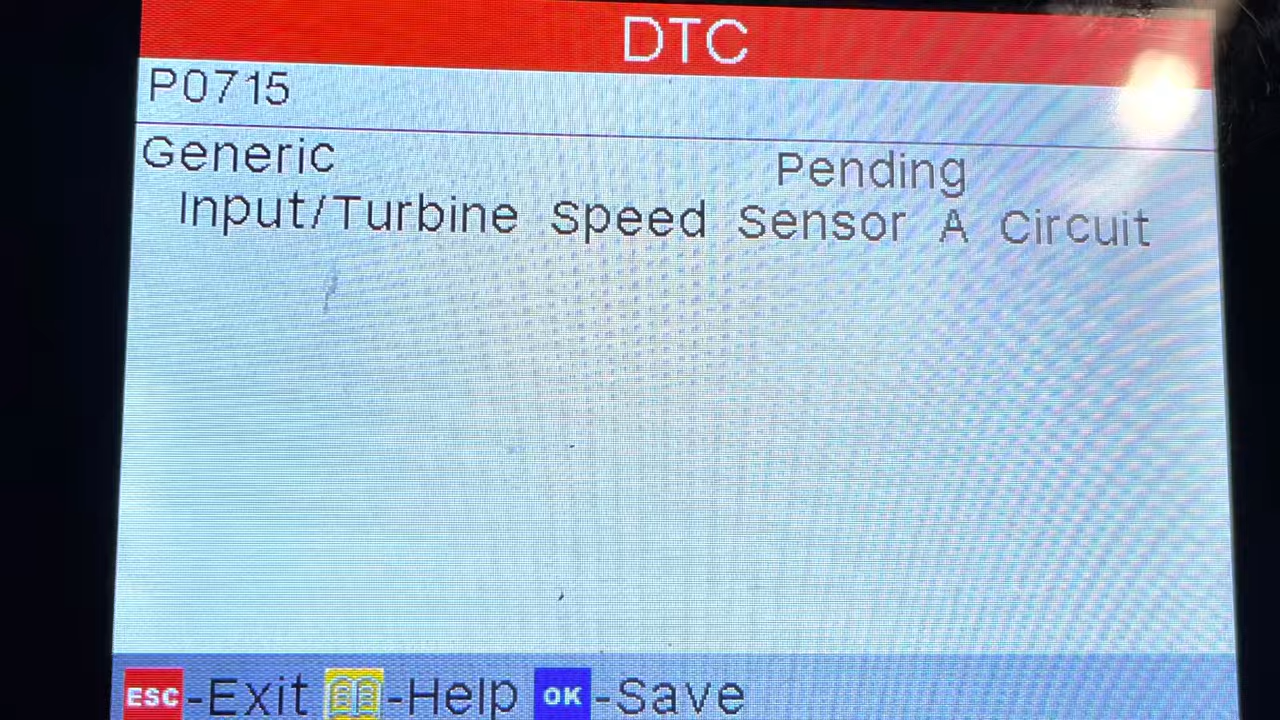 DTC
P0715
Generic Pending
Input/Turbine Speed Sensor A Circuit
ESC-Exit -Help OK-Save